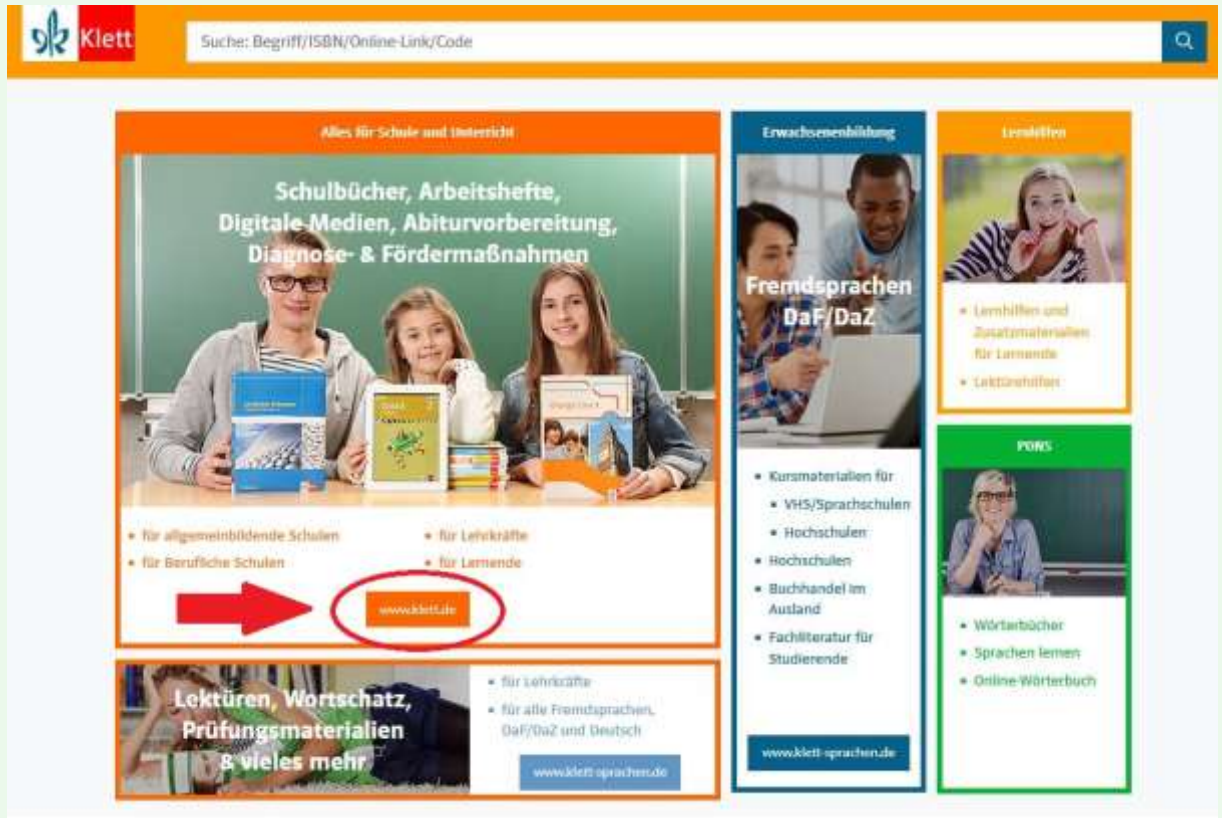 Klett
Suche: Begriff/ISBN/Online-Link/Code
Alles für Schule und Unterricht
Schulbücher, Arbeitshefte,
Digitale Medien, Abiturvorbereitung,
Diagnose- & Fördermaßnahmen
für allgemeinbildende Schulen
für Berufliche Schulen
für Lehrkräfte
für Lernende
www.klett.de
Lektüren, Wortschatz,
Prüfungsmaterialien
& vieles mehr
für Lehrkräfte
für alle Fremdsprachen,
DaF/DaZ und Deutsch
www.klett-sprachen.de
Erwachsenenbildung
Fremdsprachen
DaF/DaZ
Kursmaterialien für
VHS/Sprachschulen
Hochschulen
Hochschulen
Buchhandel im
Ausland
Fachliteratur für
Studierende
www.klett-sprachen.de
Lernhilfen
Lernhilfen und
Zusatzmaterialien
für Lernende
Lektürehilfen
PONS
Wörterbücher
Sprachen lernen
Online-Wörterbuch